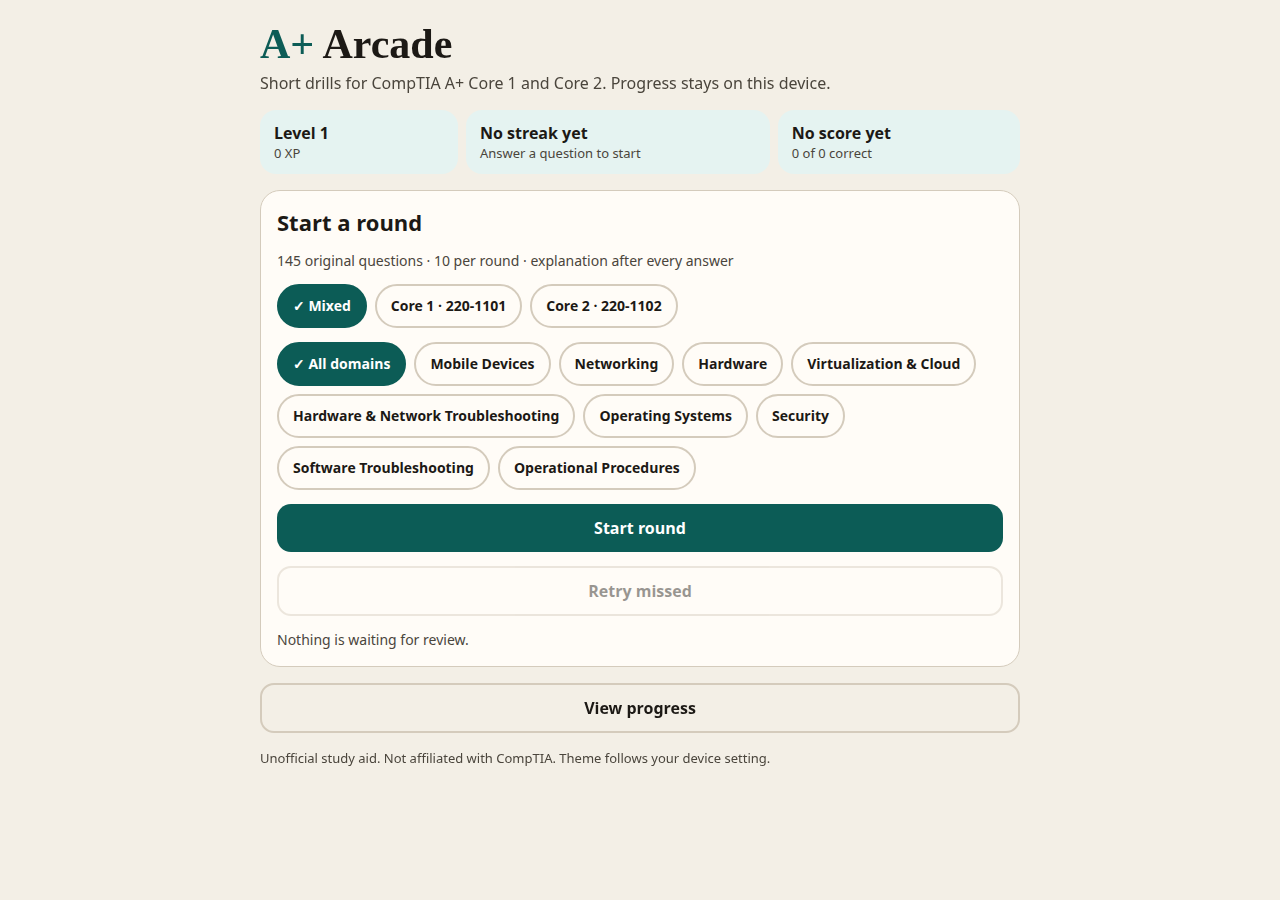 A+ Arcade
Short drills for CompTIA A+ Core 1 and Core 2. Progress stays on this device.
Level 1
0 XP
No streak yet
Answer a question to start
No score yet
0 of 0 correct
Start a round
145 original questions · 10 per round · explanation after every answer
✓ Mixed
Core 1 · 220-1101
Core 2 · 220-1102
✓ All domains
Mobile Devices
Networking
Hardware
Virtualization & Cloud
Hardware & Network Troubleshooting
Operating Systems
Security
Software Troubleshooting
Operational Procedures
Start round
Retry missed
Nothing is waiting for review.
View progress
Unofficial study aid. Not affiliated with CompTIA. Theme follows your device setting.